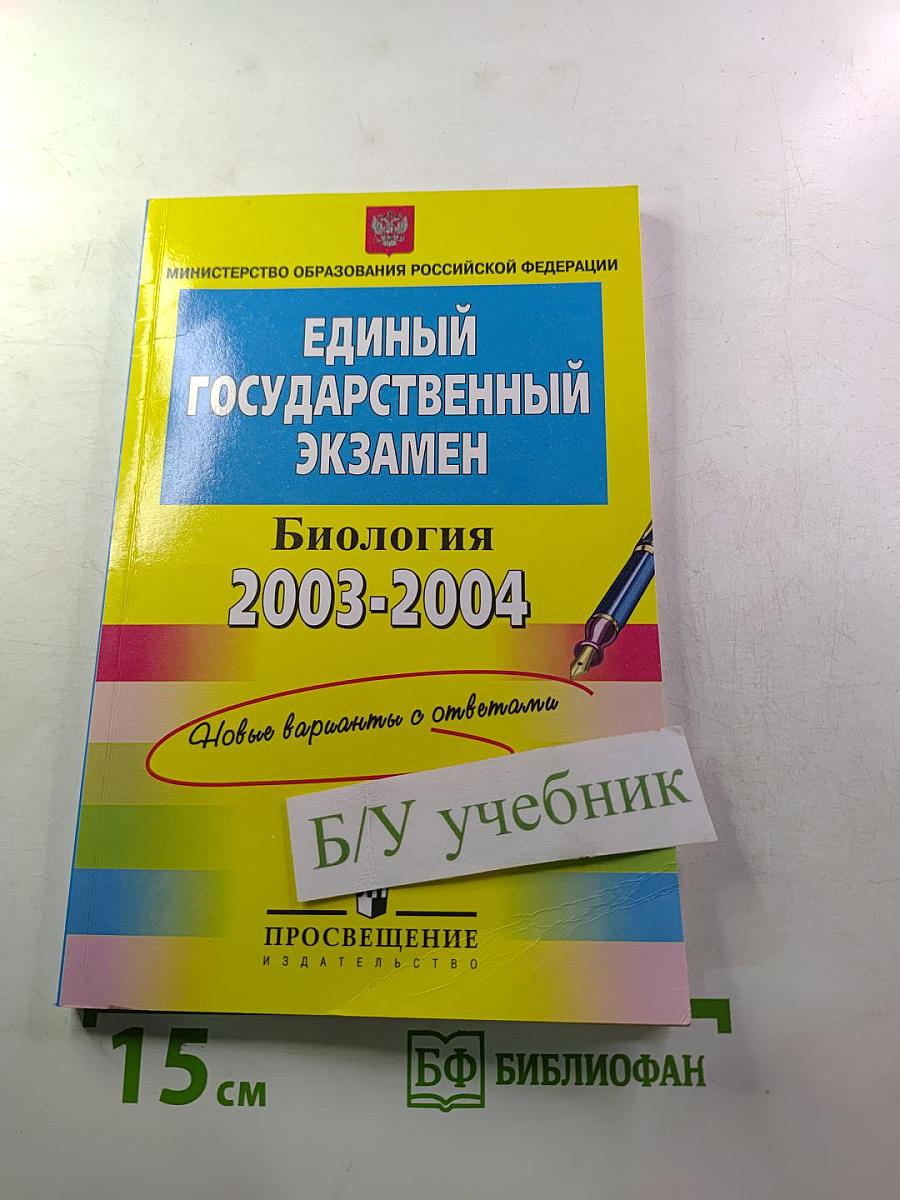 МИНИСТЕРСТВО ОБРАЗОВАНИЯ РОССИЙСКОЙ ФЕДЕРАЦИИ
ЕДИНЫЙ
ГОСУДАРСТВЕННЫЙ
ЭКЗАМЕН
Биология
2003-2004
Новые варианты с ответами
Б/У учебник
ПРОСВЕЩЕНИЕ
ИЗДАТЕЛЬСТВО
15 см
БФ БИБЛИОФАН